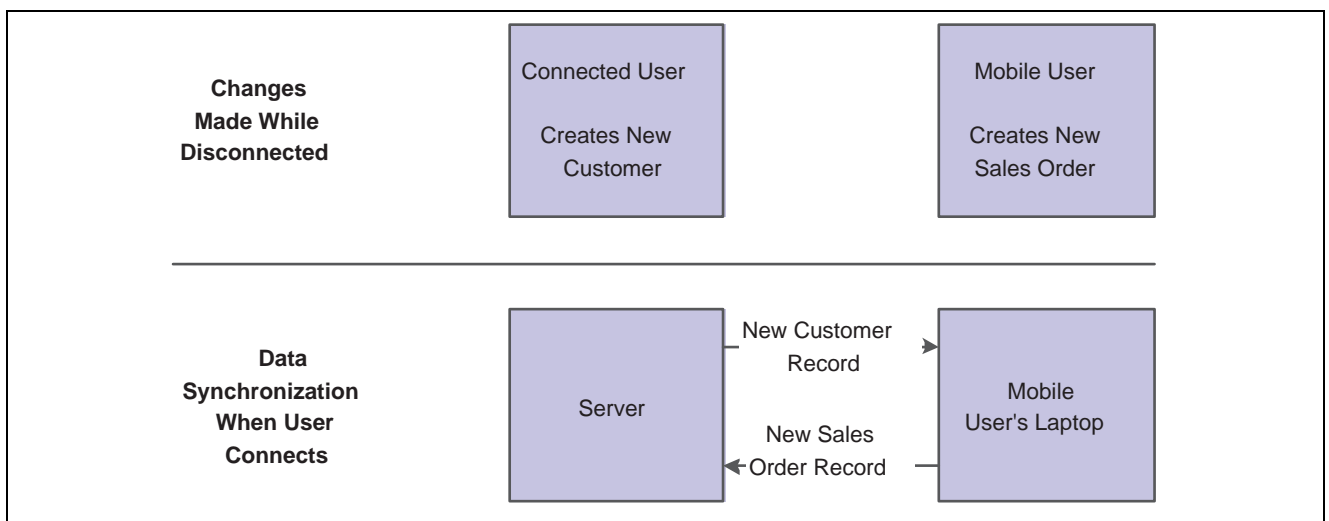 Changes
Made While
Disconnected
Connected User
Creates New
Customer
Mobile User
Creates New
Sales Order
Data
Synchronization
When User
Connects
Server
New Customer
Record
New Sales
Order Record
Mobile
User's Laptop